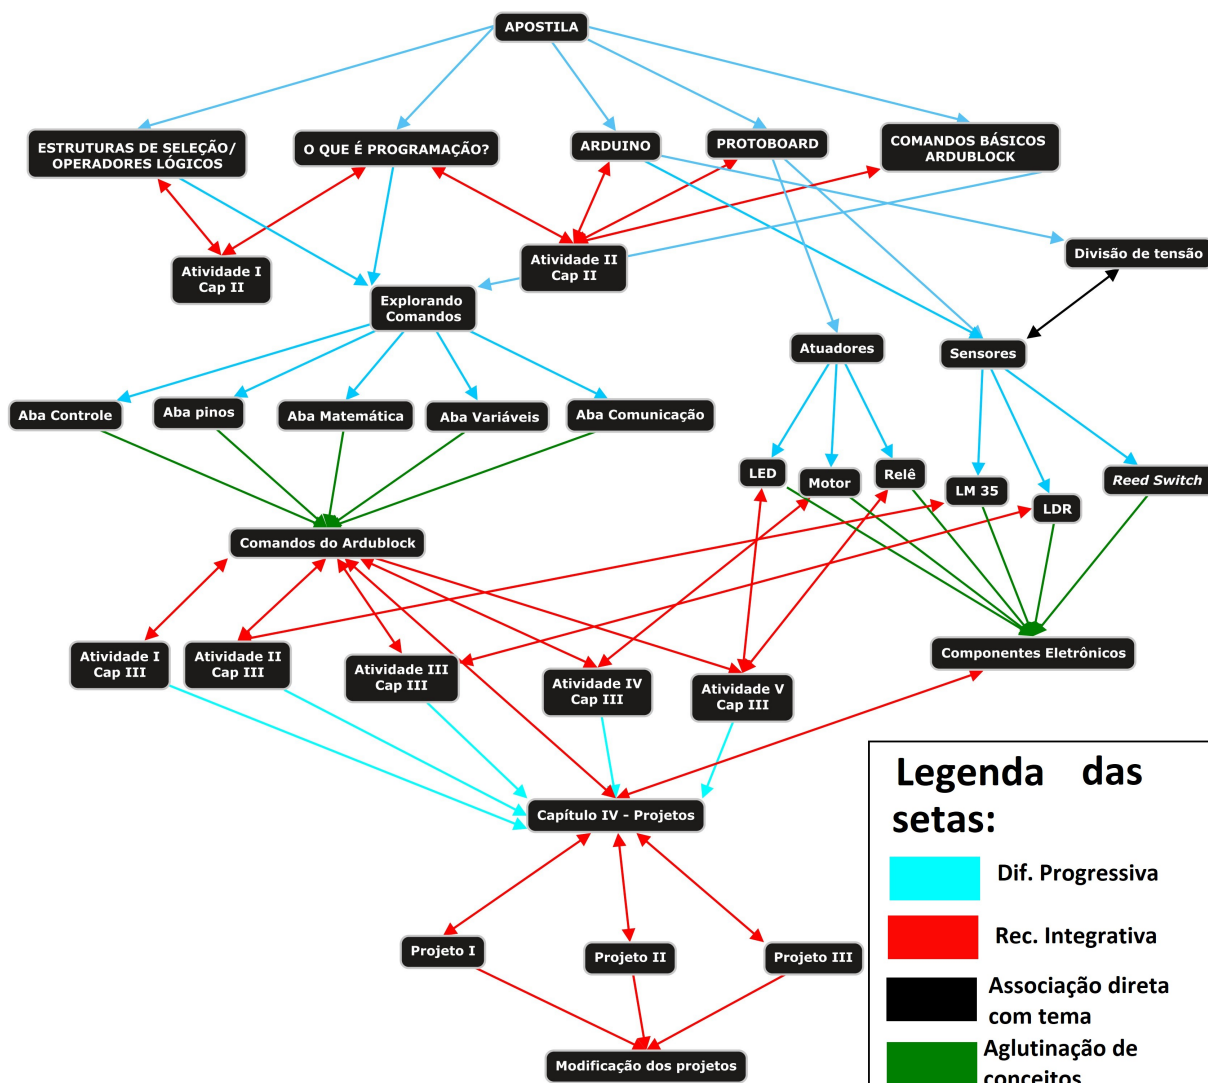 APOSTILA
ESTRUTURAS DE SELEÇÃO/
OPERADORES LÓGICOS
O QUE É PROGRAMAÇÃO?
ARDUINO
PROTOBOARD
COMANDOS BÁSICOS
ARDUBLOCK
Atividade I
Cap II
Atividade II
Cap II
Divisão de tensão
Explorando
Comandos
Atuadores
Sensores
Aba Controle
Aba pinos
Aba Matemática
Aba Variáveis
Aba Comunicação
LED
Motor
Relê
LM 35
LDR
Reed Switch
Comandos do Ardublock
Atividade I
Cap III
Atividade II
Cap III
Atividade III
Cap III
Atividade IV
Cap III
Atividade V
Cap III
Componentes Eletrônicos
Capítulo IV - Projetos
Projeto I
Projeto II
Projeto III
Modificação dos projetos
Legenda das
setas:
Dif. Progressiva
Rec. Integrativa
Associação direta
com tema
Aglutinação de
conceitos